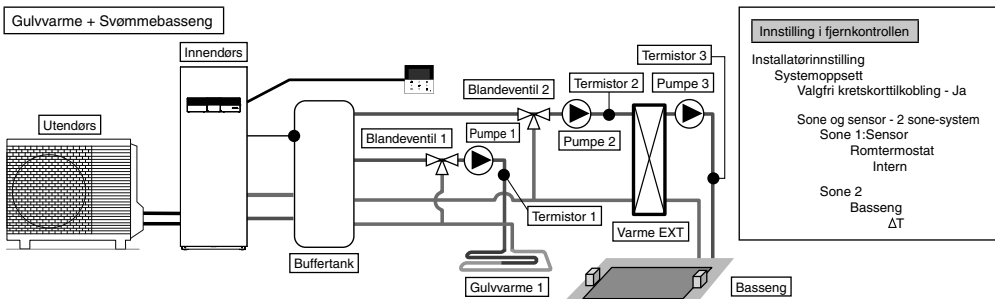 Gulvvarme + Svømmebasseng
Innendørs
Utendørs
Buffertank
Blandeventil 1
Pumpe 1
Termistor 1
Gulvvarme 1
Blandeventil 2
Termistor 2
Pumpe 2
Termistor 3
Pumpe 3
Varme EXT
Basseng
Innstilling i fjernkontrollen
Installatørinnstilling
Systemoppsett
Valgfri kretskorttilkobling - Ja
Sone og sensor - 2 sone-system
Sone 1:Sensor
Romtermostat
Intern
Sone 2
Basseng
ΔT